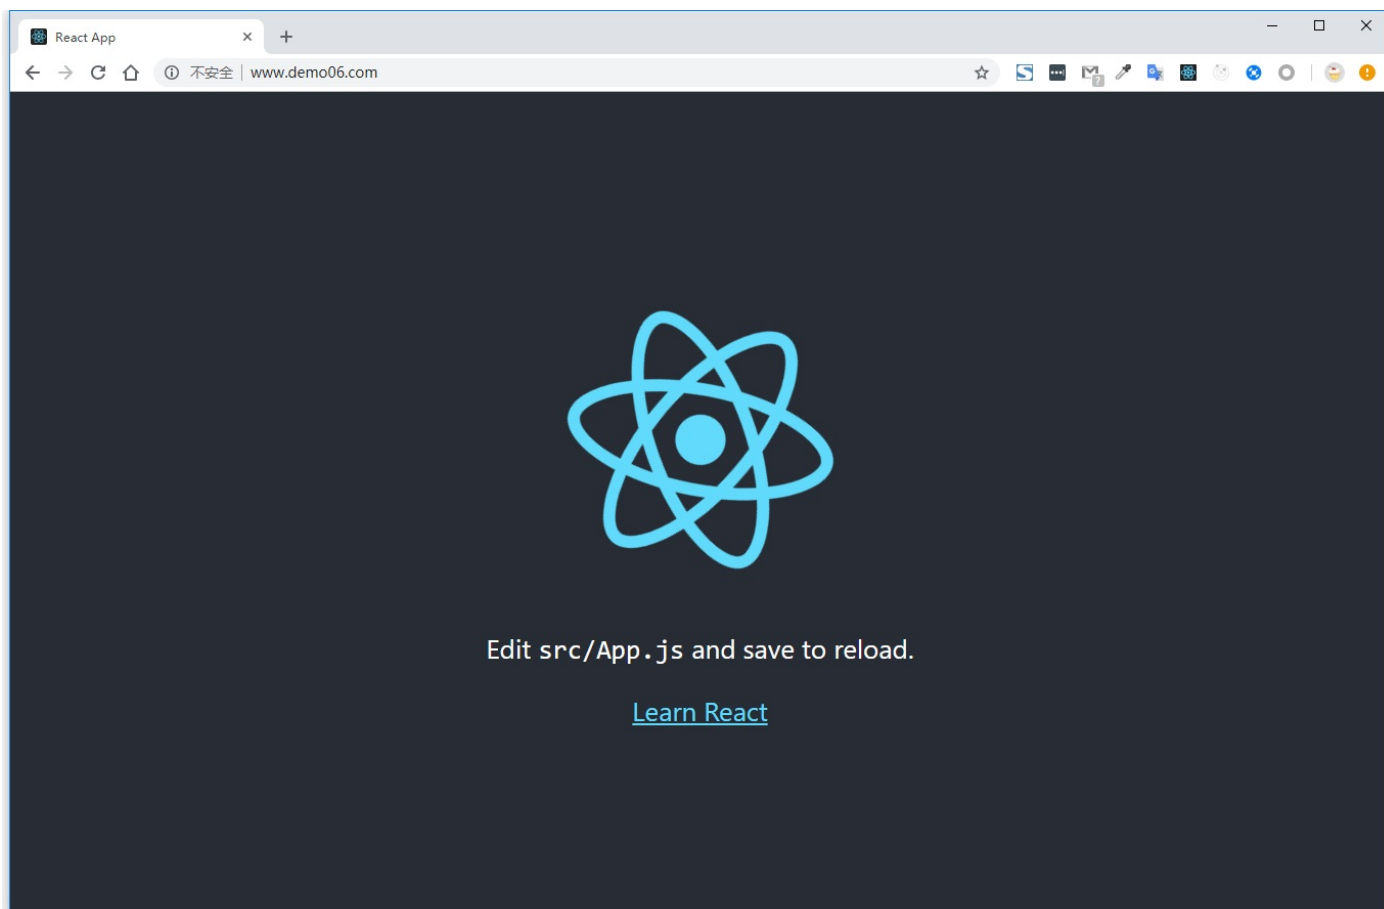 React App
不安全 www.demo06.com
Edit src/App.js and save to reload.
Learn React